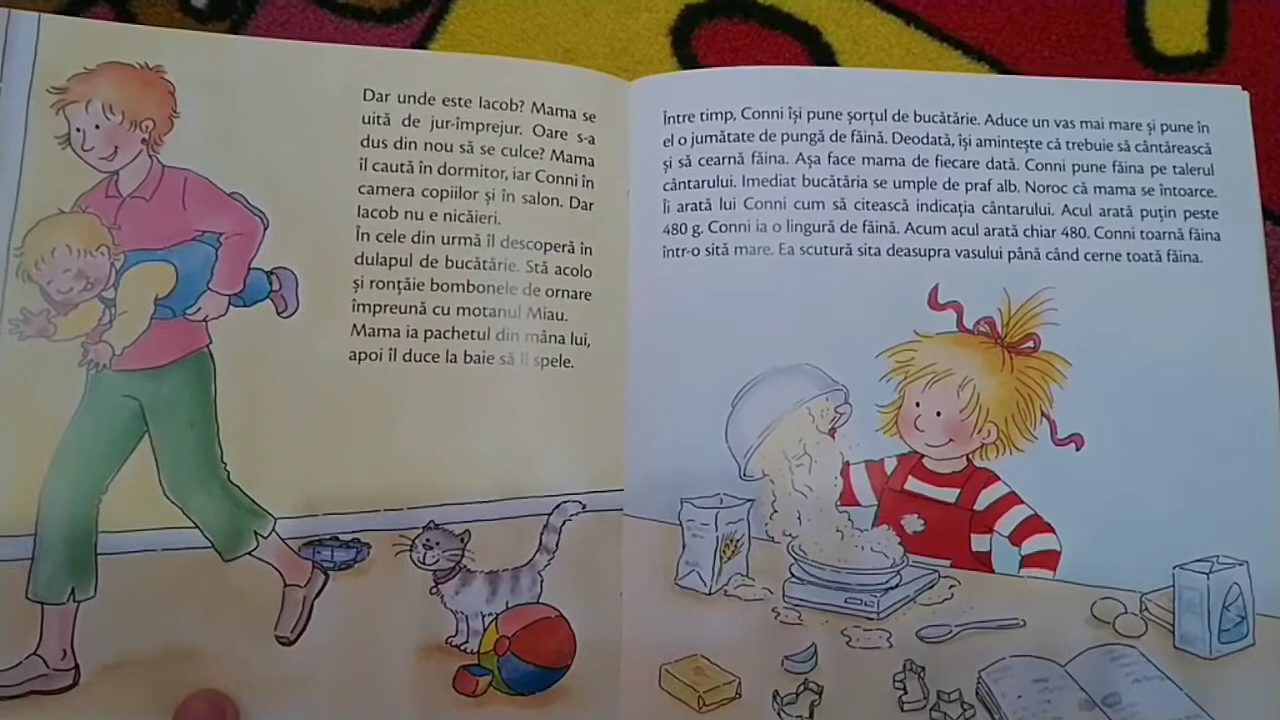 Dar unde este Iacob? Mama se
uită de jur-împrejur. Oare s-a
dus din nou să se culce? Mama
îl caută în dormitor, iar Conni în
camera copiilor și în salon. Dar
Iacob nu e nicăieri.
În cele din urmă îl descoperă în
dulapul de bucătărie. Stă acolo
și ronțăie bombonele de ornare
împreună cu motanul Miau.
Mama ia pachetul din mâna lui,
apoi îl duce la baie să îl spele.
Între timp, Conni își pune șorțul de bucătărie. Aduce un vas mai mare și pune în
el o jumătate de pungă de făină. Deodată, își amintește că trebuie să cântărească
și să cearnă făina. Așa face mama de fiecare dată. Conni pune făina pe talerul
cântarului. Imediat bucătăria se umple de praf alb. Noroc că mama se întoarce.
Îi arată lui Conni cum să citească indicația cântarului. Acul arată puțin peste
480 g. Conni ia o lingură de făină. Acum acul arată chiar 480. Conni toarnă făina
într-o sită mare. Ea scutură sita deasupra vasului până când cerne toată făina.